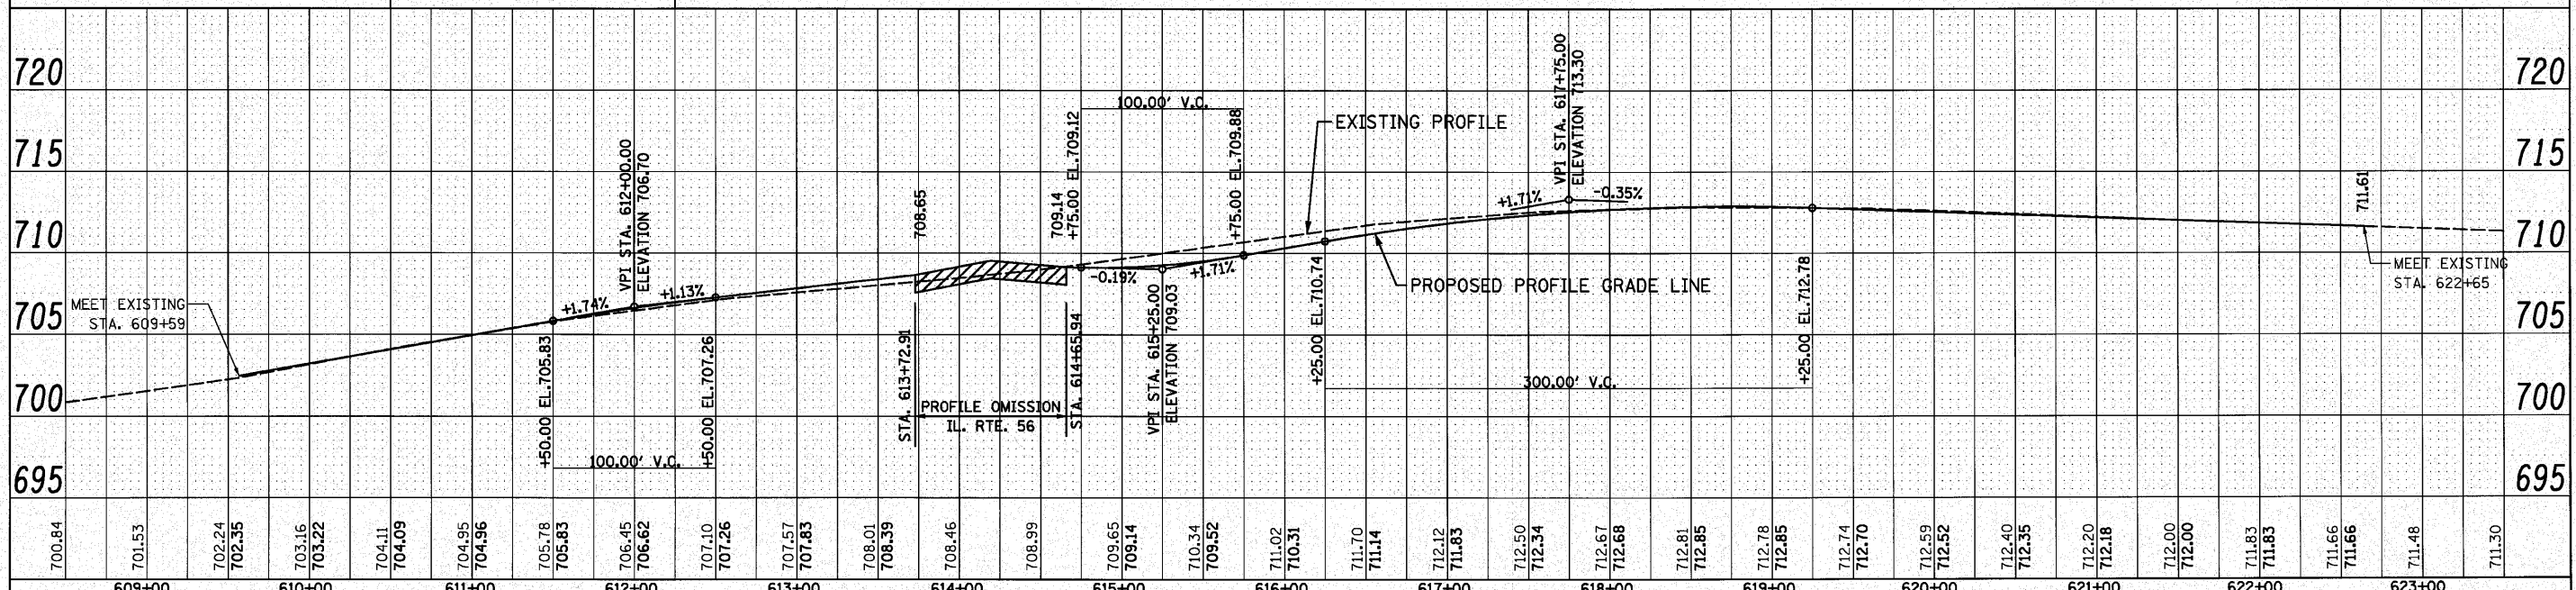 720
715
710
705
700
695
720
715
710
705
700
695
MEET EXISTING
STA. 609+59
+50.00 EL.705.83
+1.74%
VPI STA. 612+00.00
ELEVATION 706.70
+1.13%
+50.00 EL.707.26
100.00' V.C.
708.65
STA. 613+72.91
PROFILE OMISSION
IL. RTE. 56
STA. 614+65.94
709.14
+75.00 EL.709.12
100.00' V.C.
-0.19%
VPI STA. 615+25.00
ELEVATION 709.03
+1.71%
+75.00 EL.709.88
EXISTING PROFILE
+25.00 EL.710.74
PROPOSED PROFILE GRADE LINE
VPI STA. 617+75.00
ELEVATION 713.30
+1.71%
-0.35%
300.00' V.C.
+25.00 EL.712.78
711.61
MEET EXISTING
STA. 622+65
700.84
701.53
702.24
702.35
703.16
703.22
704.11
704.09
704.95
704.96
705.78
705.83
706.45
706.62
707.10
707.26
707.57
707.83
708.01
708.39
708.46
708.99
709.65
709.14
710.34
709.52
711.02
710.31
711.70
711.14
712.12
711.83
712.50
712.34
712.67
712.68
712.81
712.85
712.78
712.85
712.74
712.70
712.59
712.52
712.40
712.35
712.20
712.18
712.00
712.00
711.83
711.83
711.66
711.66
711.48
711.30
609+00 610+00 611+00 612+00 613+00 614+00 615+00 616+00 617+00 618+00 619+00 620+00 621+00 622+00 623+00